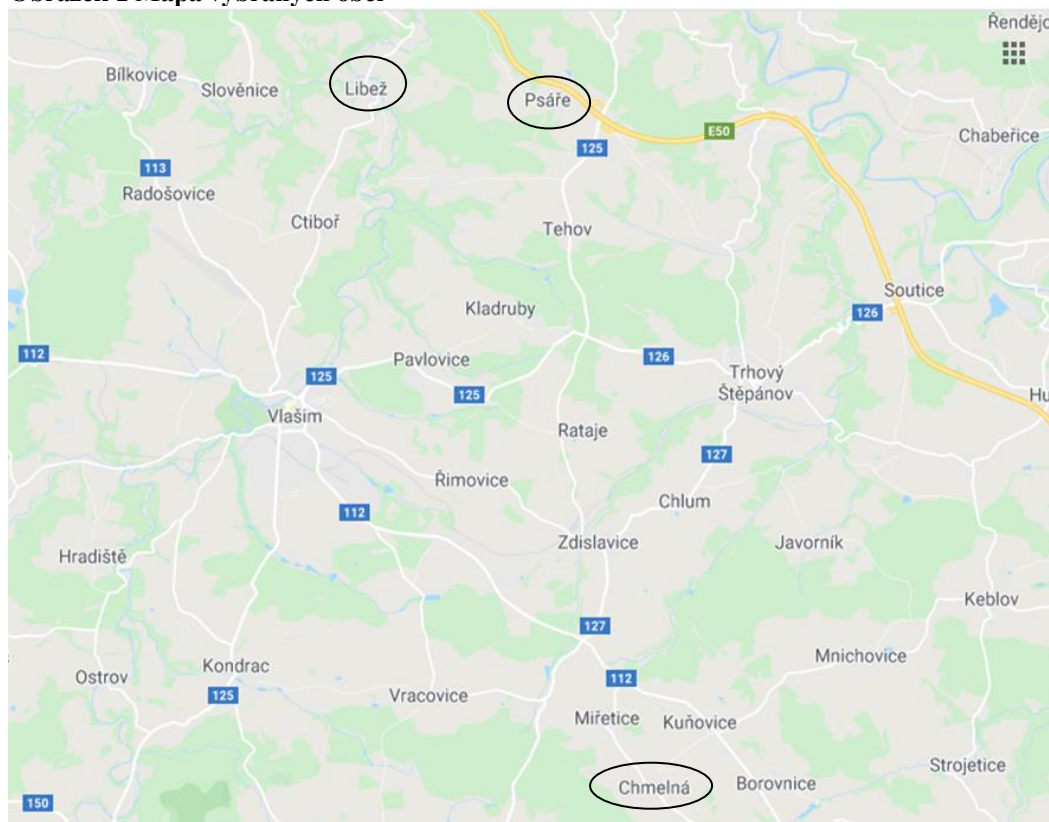 Obrázek 1 Mapa vybraných obcí
Řendějo
Bílkovice
Slověnice
Libež
Psáře
E50
Chabeřice
125
113
Radošovice
Ctiboř
Tehov
Soutice
Kladruby
126
112
Pavlovice
126
125
125
Trhový
Štěpánov
Hu
Vlašim
Rataje
127
Římovice
Chlum
112
Zdislavice
Javorník
Hradiště
Keblov
127
Mnichovice
Kondrac
Ostrov
112
125
Vracovice
Miřetice
Kuňovice
Strojetice
Chmelná
Borovnice
150